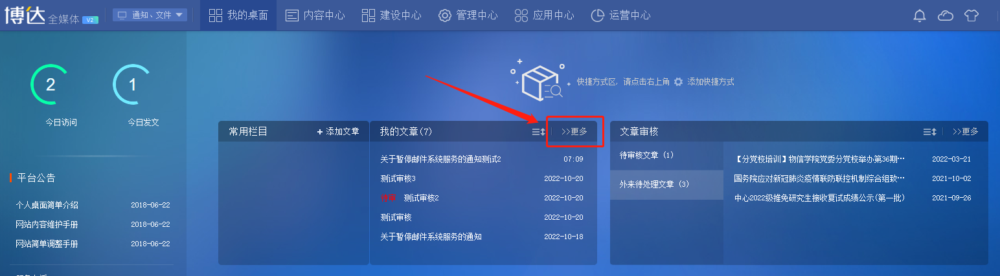 博达 全媒体 V2 通知、文件 我的桌面 内容中心 建设中心 管理中心 应用中心 运营中心
2 1
今日访问 今日发文
快捷方式区, 请点击右上角 添加快捷方式
平台公告
个人桌面简单介绍 2018-06-22
网站内容维护手册 2018-06-22
网站简单调整手册 2018-06-22
常用栏目 + 添加文章
我的文章(7) >>更多
关于暂停邮件系统服务的通知测试2 07:09
测试审核3 2022-10-20
测试审核2 2022-10-20
测试审核 2022-10-20
关于暂停邮件系统服务的通知 2022-10-18
文章审核 >>更多
待审核文章 (1)
外来待处理文章 (3)
【分党校培训】物信学院党委分党校举办第36期… 2022-03-21
国务院应对新冠肺炎疫情联防联控机制综合组致… 2021-10-02
中心2022级推免研究生接收复试成绩公示(第一批) 2021-09-26